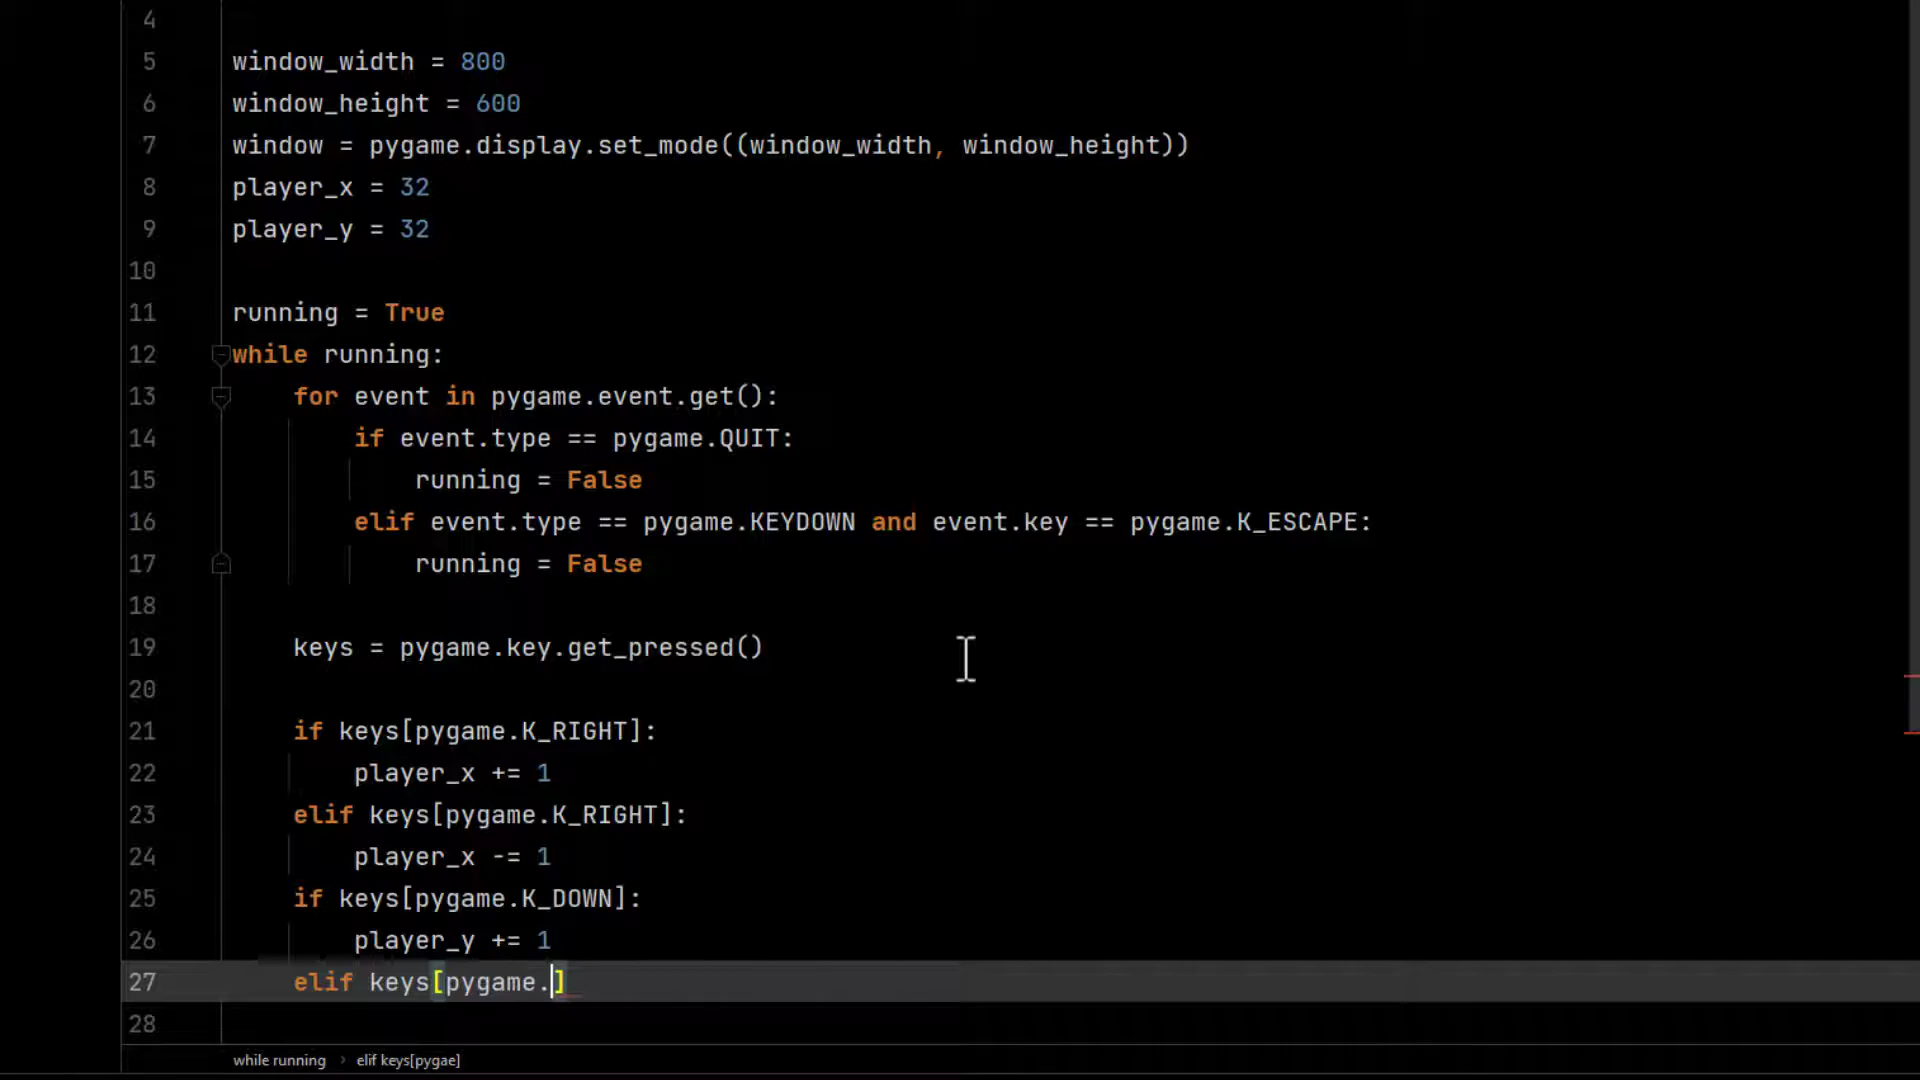 4
5 window_width = 800
6 window_height = 600
7 window = pygame.display.set_mode((window_width, window_height))
8 player_x = 32
9 player_y = 32
10
11 running = True
12 while running:
13     for event in pygame.event.get():
14         if event.type == pygame.QUIT:
15             running = False
16         elif event.type == pygame.KEYDOWN and event.key == pygame.K_ESCAPE:
17             running = False
18
19     keys = pygame.key.get_pressed()
20
21     if keys[pygame.K_RIGHT]:
22         player_x += 1
23     elif keys[pygame.K_RIGHT]:
24         player_x -= 1
25     if keys[pygame.K_DOWN]:
26         player_y += 1
27     elif keys[pygame.]
28
while running › elif keys[pygae]